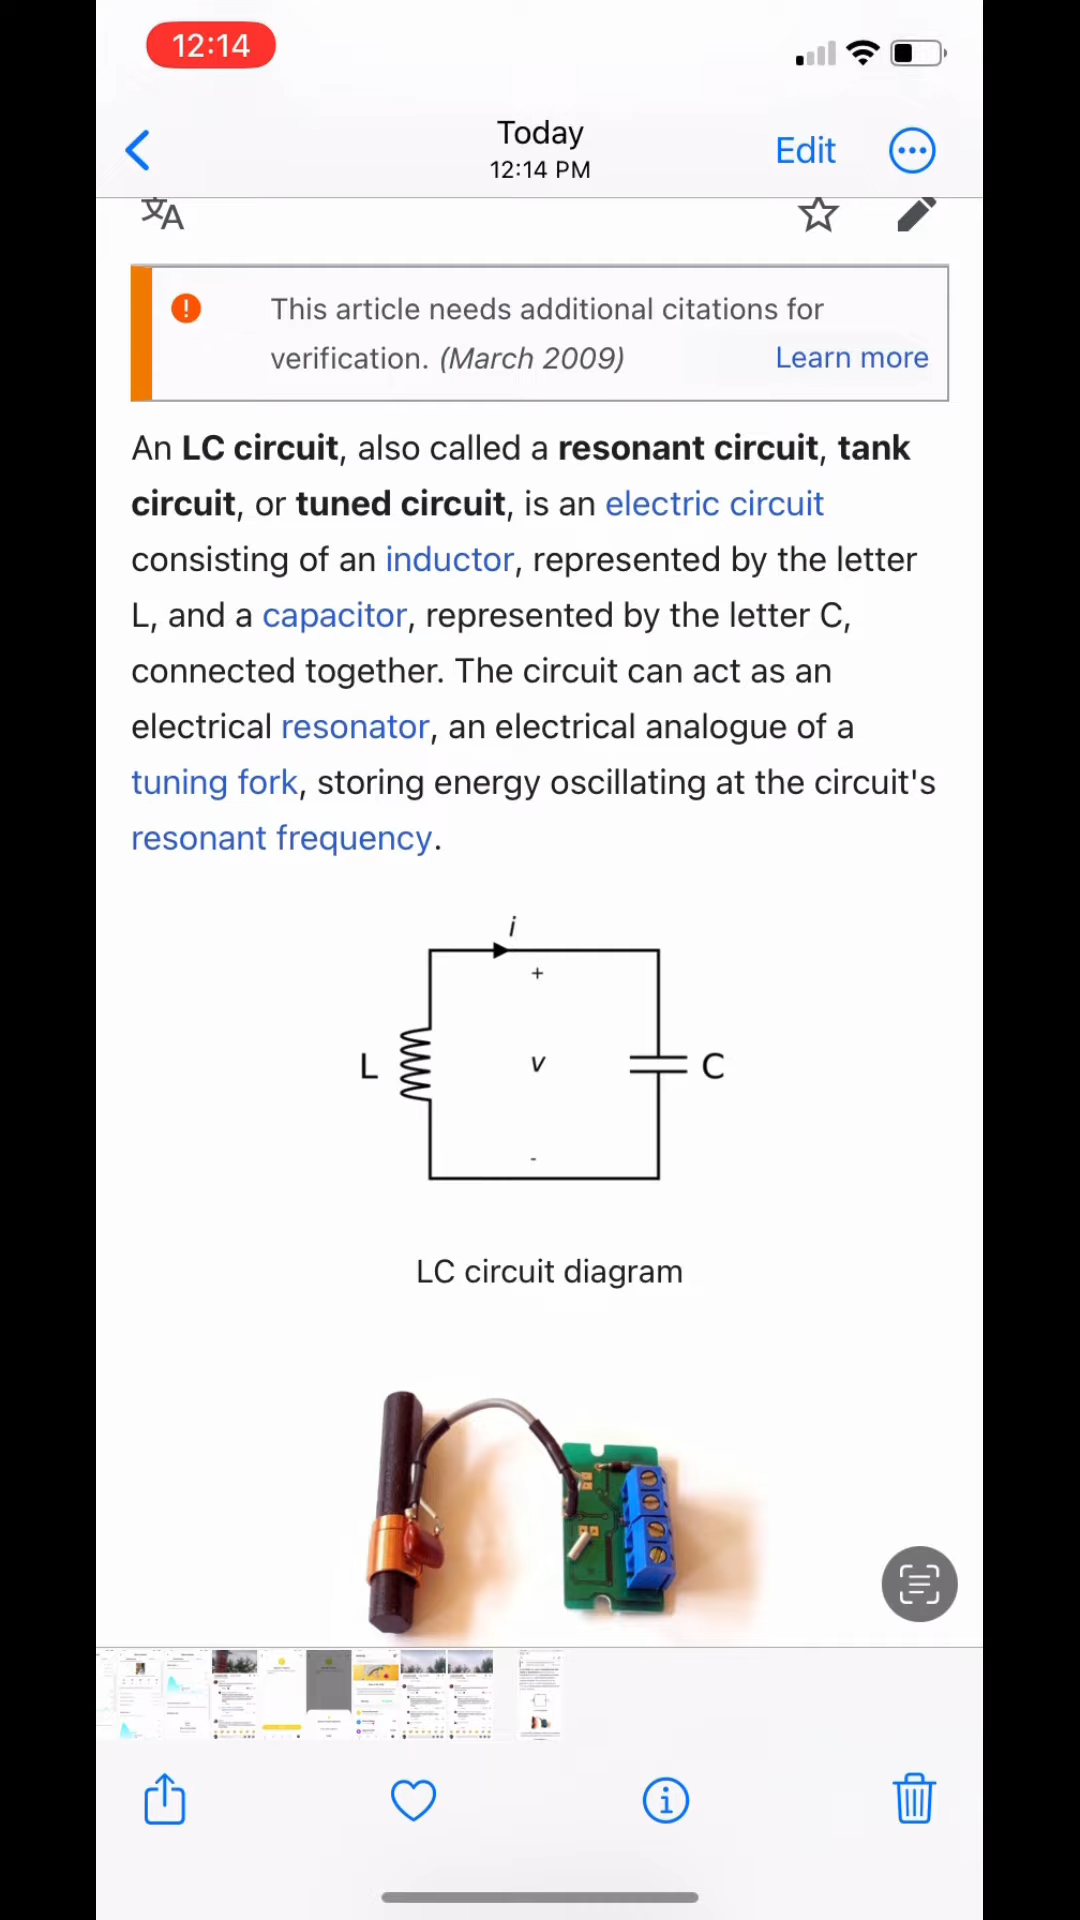 12:14
Today
12:14 PM
Edit
文A
This article needs additional citations for
verification. (March 2009) Learn more
An LC circuit, also called a resonant circuit, tank
circuit, or tuned circuit, is an electric circuit
consisting of an inductor, represented by the letter
L, and a capacitor, represented by the letter C,
connected together. The circuit can act as an
electrical resonator, an electrical analogue of a
tuning fork, storing energy oscillating at the circuit's
resonant frequency.
i
+
L v C
-
LC circuit diagram